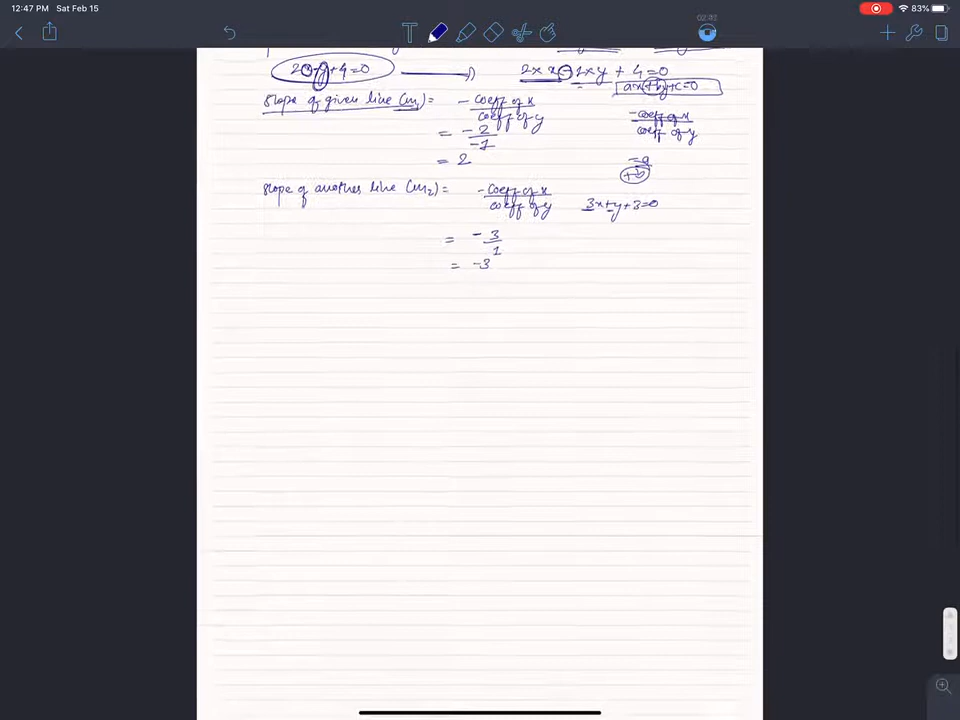 12:47 PM Sat Feb 15
83%
02:42
T
2x-y+4=0 → 2×x-1×y+4=0
ax+by+c=0
slope of given line (m₁) = -coeff of x / coeff of y
= -2/-1
= 2
-coeff of x / coeff of y
= -a / +b
slope of another line (m₂) = -coeff of x / coeff of y
3x+y+3=0
= -3/1
= -3